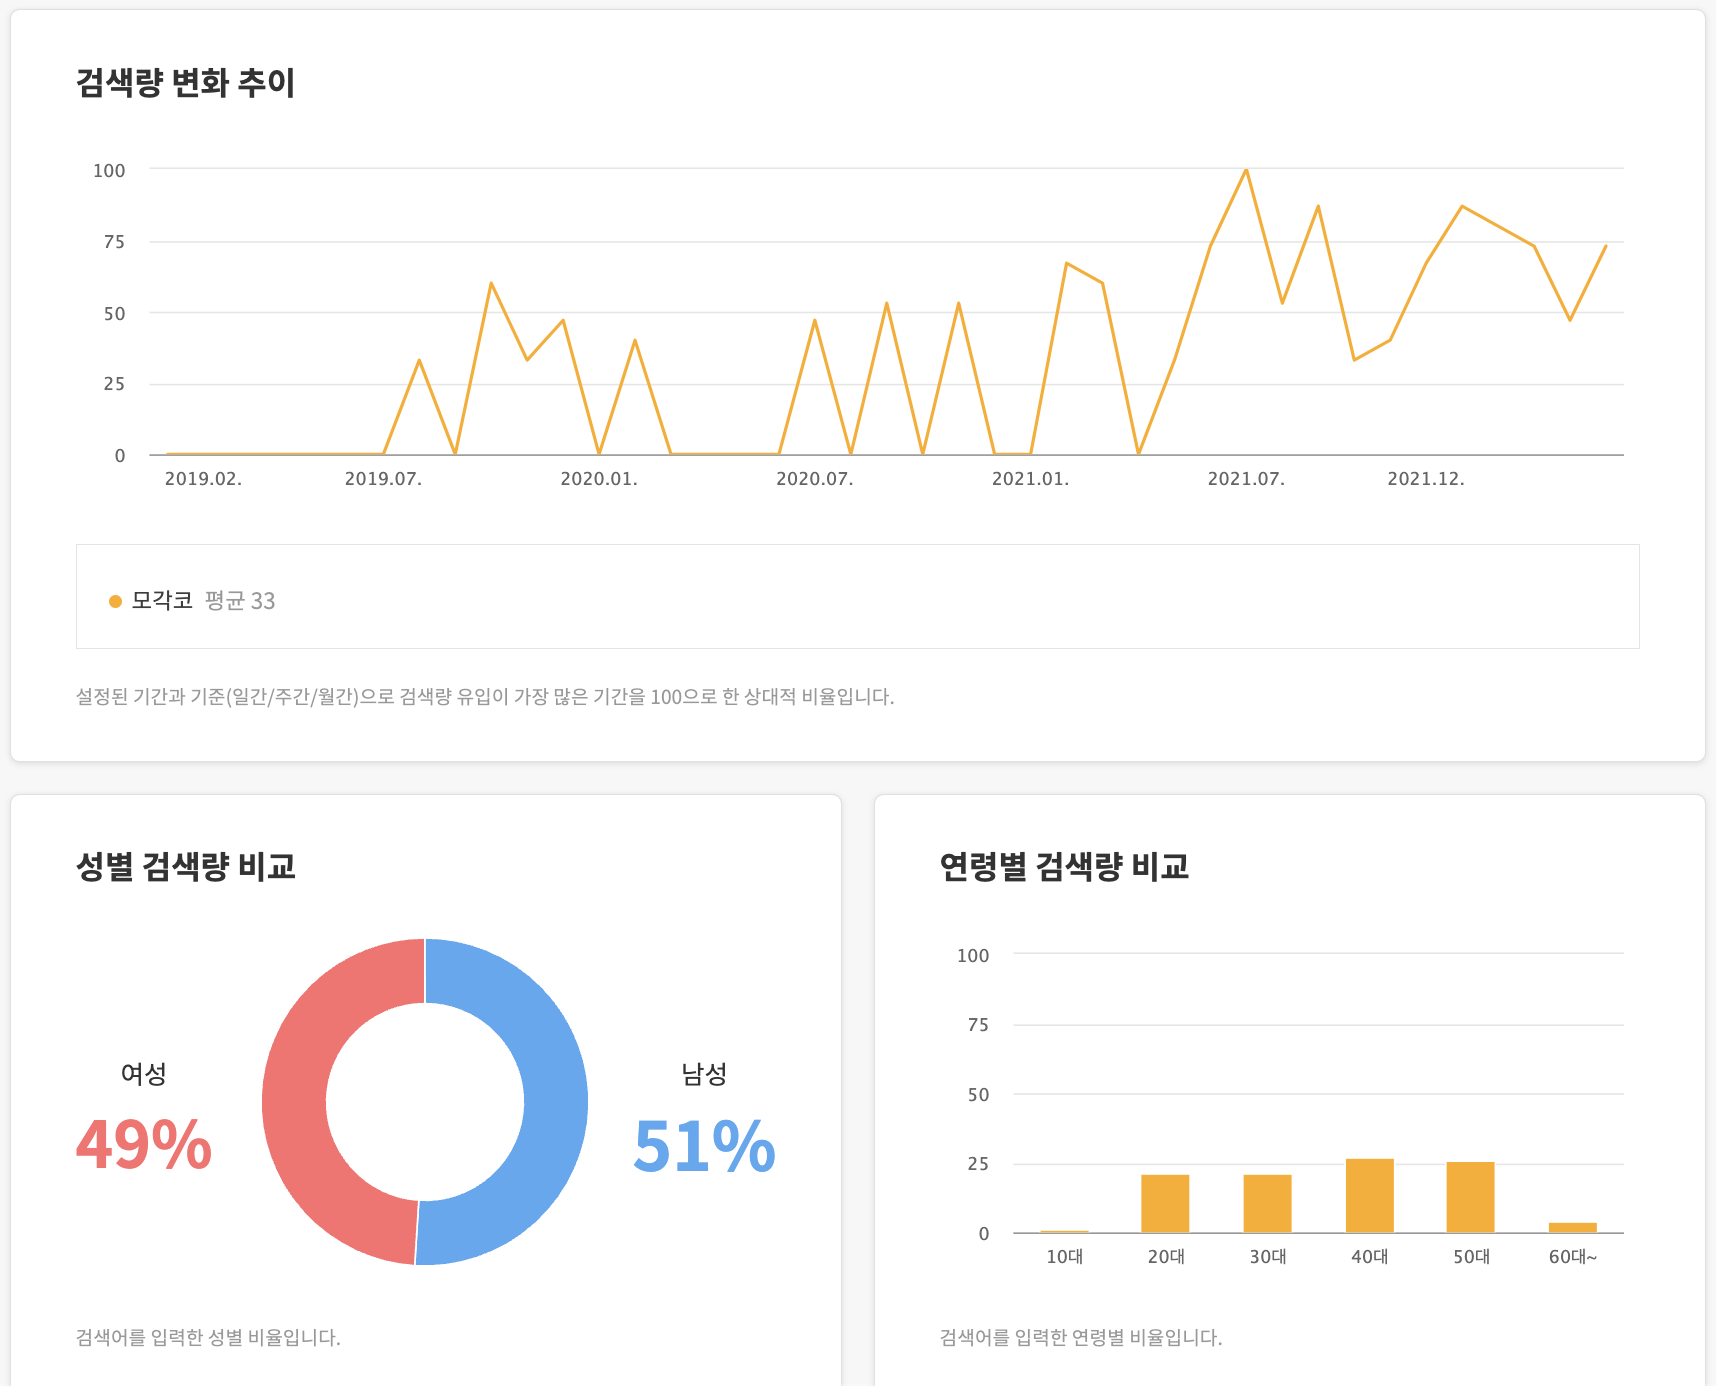 검색량 변화 추이
100
75
50
25
0
2019.02. 2019.07. 2020.01. 2020.07. 2021.01. 2021.07. 2021.12.
모각코 평균 33
설정된 기간과 기준(일간/주간/월간)으로 검색량 유입이 가장 많은 기간을 100으로 한 상대적 비율입니다.
성별 검색량 비교
여성
49%
남성
51%
검색어를 입력한 성별 비율입니다.
연령별 검색량 비교
100
75
50
25
0
10대 20대 30대 40대 50대 60대~
검색어를 입력한 연령별 비율입니다.